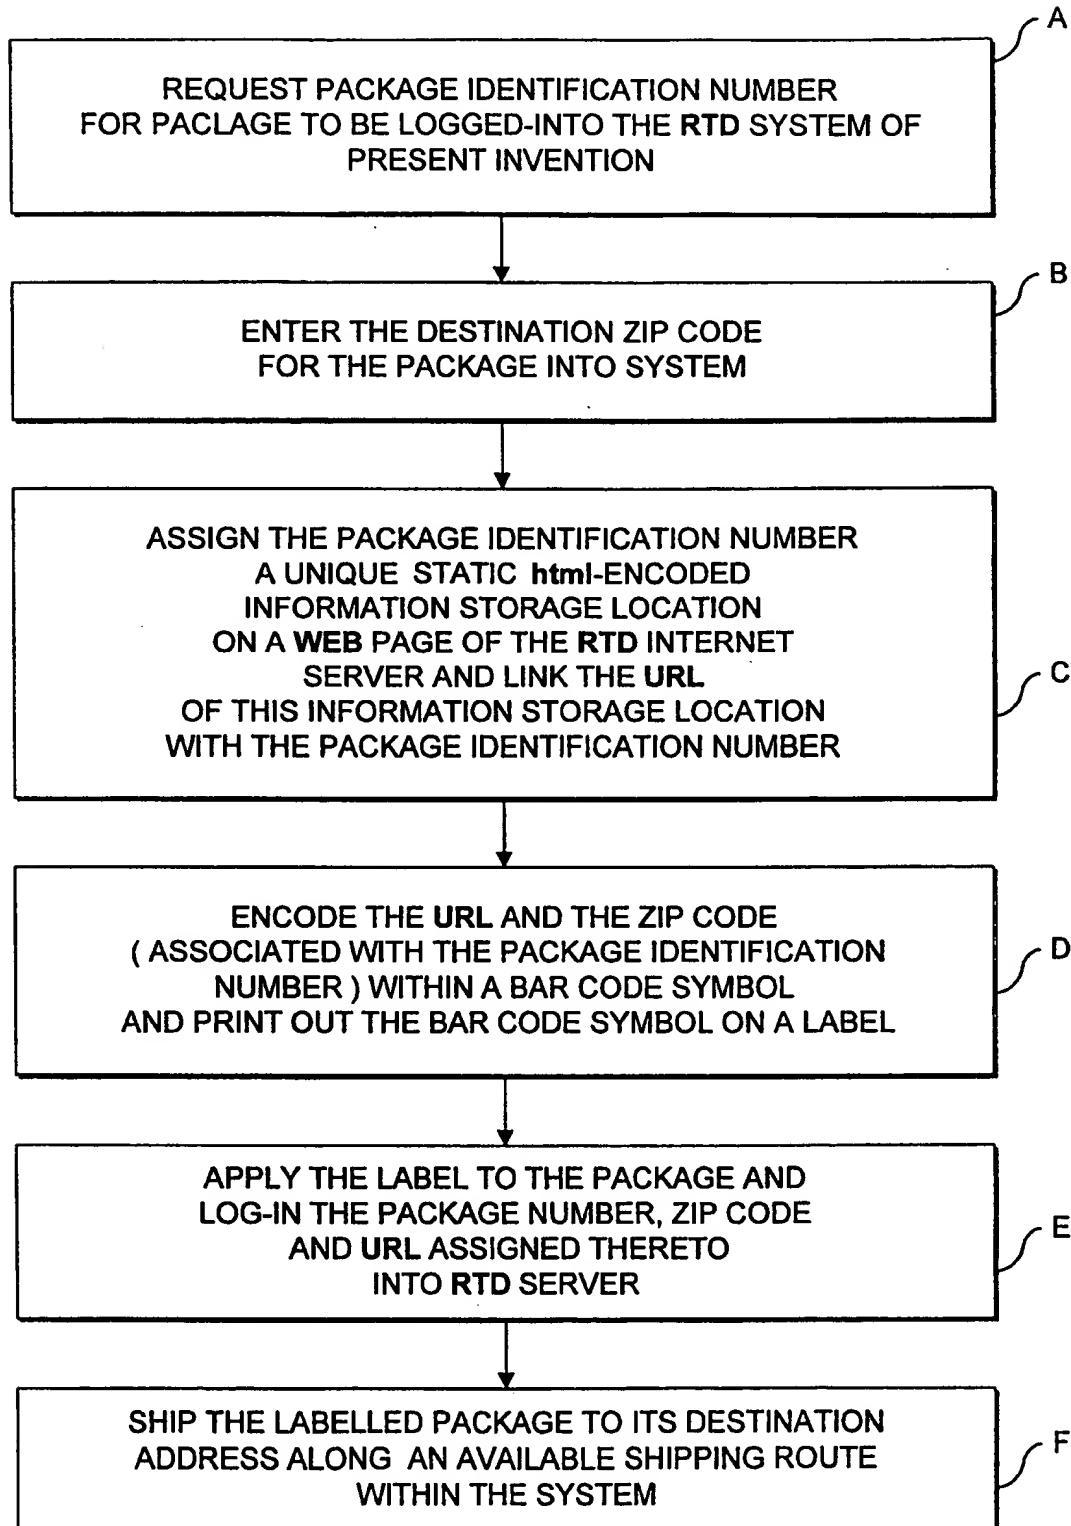 A
REQUEST PACKAGE IDENTIFICATION NUMBER
FOR PACLAGE TO BE LOGGED-INTO THE RTD SYSTEM OF
PRESENT INVENTION
B
ENTER THE DESTINATION ZIP CODE
FOR THE PACKAGE INTO SYSTEM
ASSIGN THE PACKAGE IDENTIFICATION NUMBER
A UNIQUE STATIC html-ENCODED
INFORMATION STORAGE LOCATION
ON A WEB PAGE OF THE RTD INTERNET
SERVER AND LINK THE URL
OF THIS INFORMATION STORAGE LOCATION
WITH THE PACKAGE IDENTIFICATION NUMBER
C
ENCODE THE URL AND THE ZIP CODE
( ASSOCIATED WITH THE PACKAGE IDENTIFICATION
NUMBER ) WITHIN A BAR CODE SYMBOL
AND PRINT OUT THE BAR CODE SYMBOL ON A LABEL
D
APPLY THE LABEL TO THE PACKAGE AND
LOG-IN THE PACKAGE NUMBER, ZIP CODE
AND URL ASSIGNED THERETO
INTO RTD SERVER
E
SHIP THE LABELLED PACKAGE TO ITS DESTINATION
ADDRESS ALONG AN AVAILABLE SHIPPING ROUTE
WITHIN THE SYSTEM
F